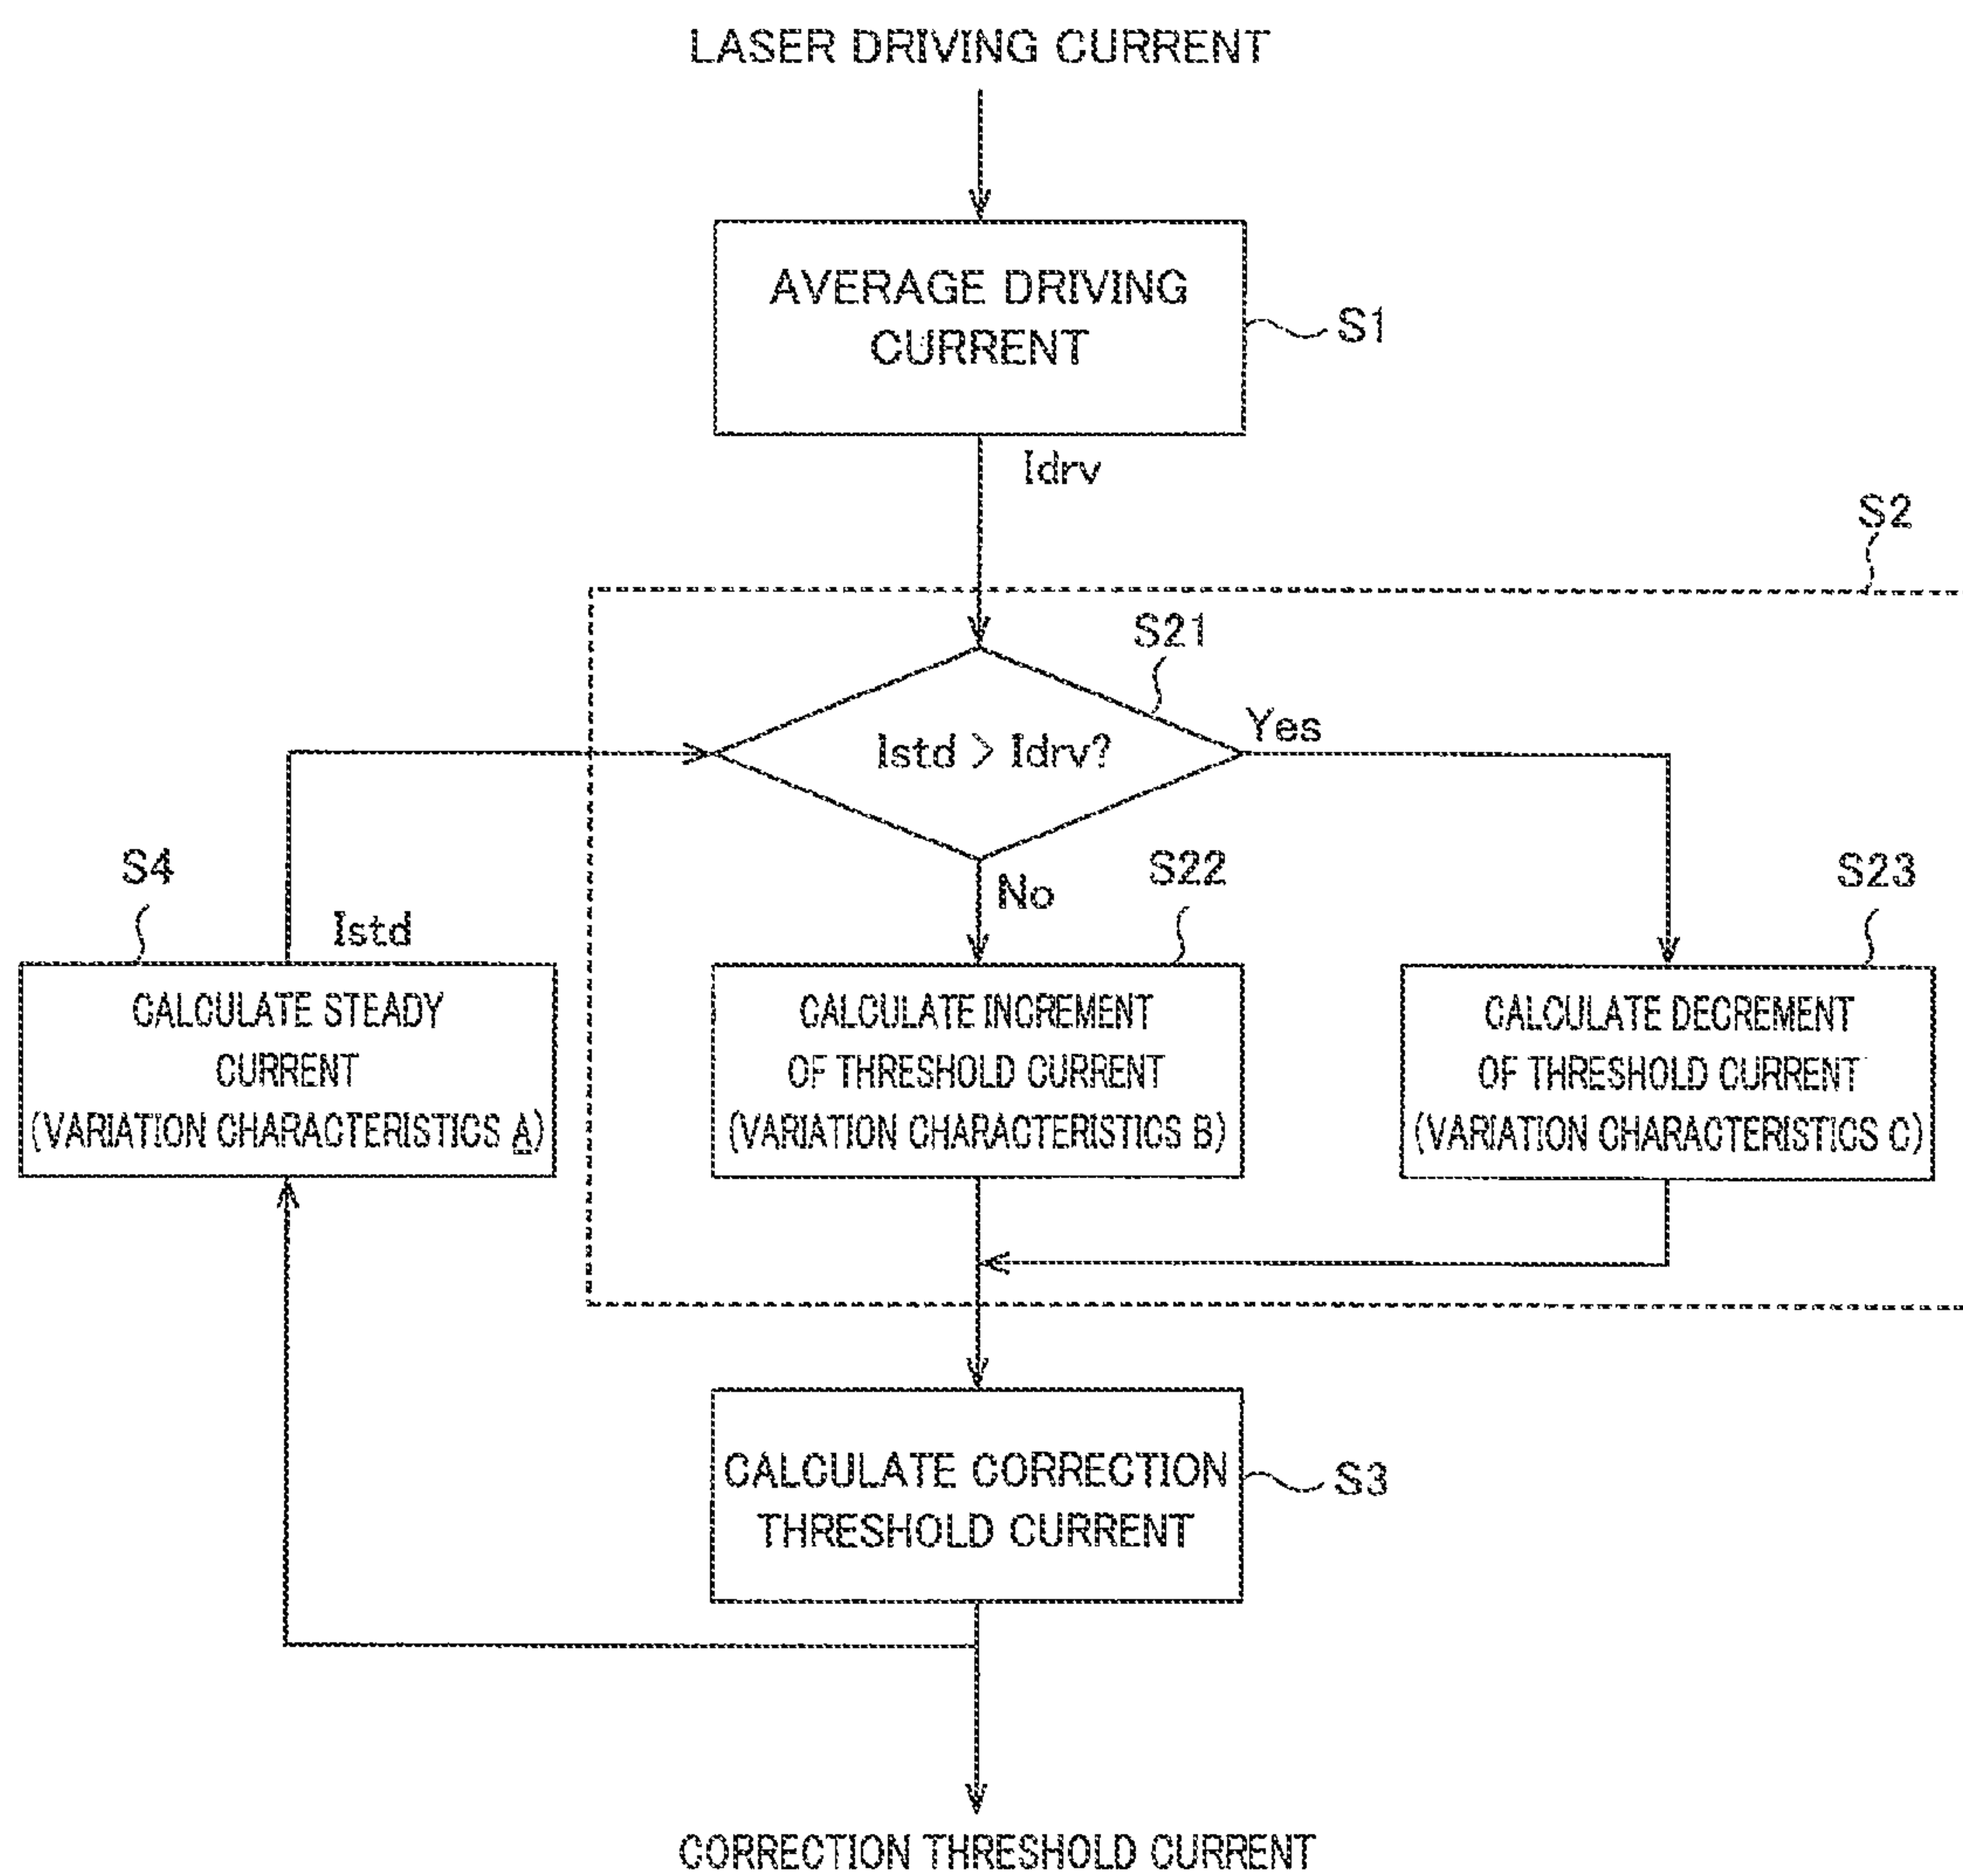 LASER DRIVING CURRENT
AVERAGE DRIVING
CURRENT
S1
Idrv
S2
S21
Istd > Idrv?
Yes
No
S4
Istd
S22
S23
CALCULATE STEADY
CURRENT
(VARIATION CHARACTERISTICS A)
CALCULATE INCREMENT
OF THRESHOLD CURRENT
(VARIATION CHARACTERISTICS B)
CALCULATE DECREMENT
OF THRESHOLD CURRENT
(VARIATION CHARACTERISTICS C)
CALCULATE CORRECTION
THRESHOLD CURRENT
S3
CORRECTION THRESHOLD CURRENT